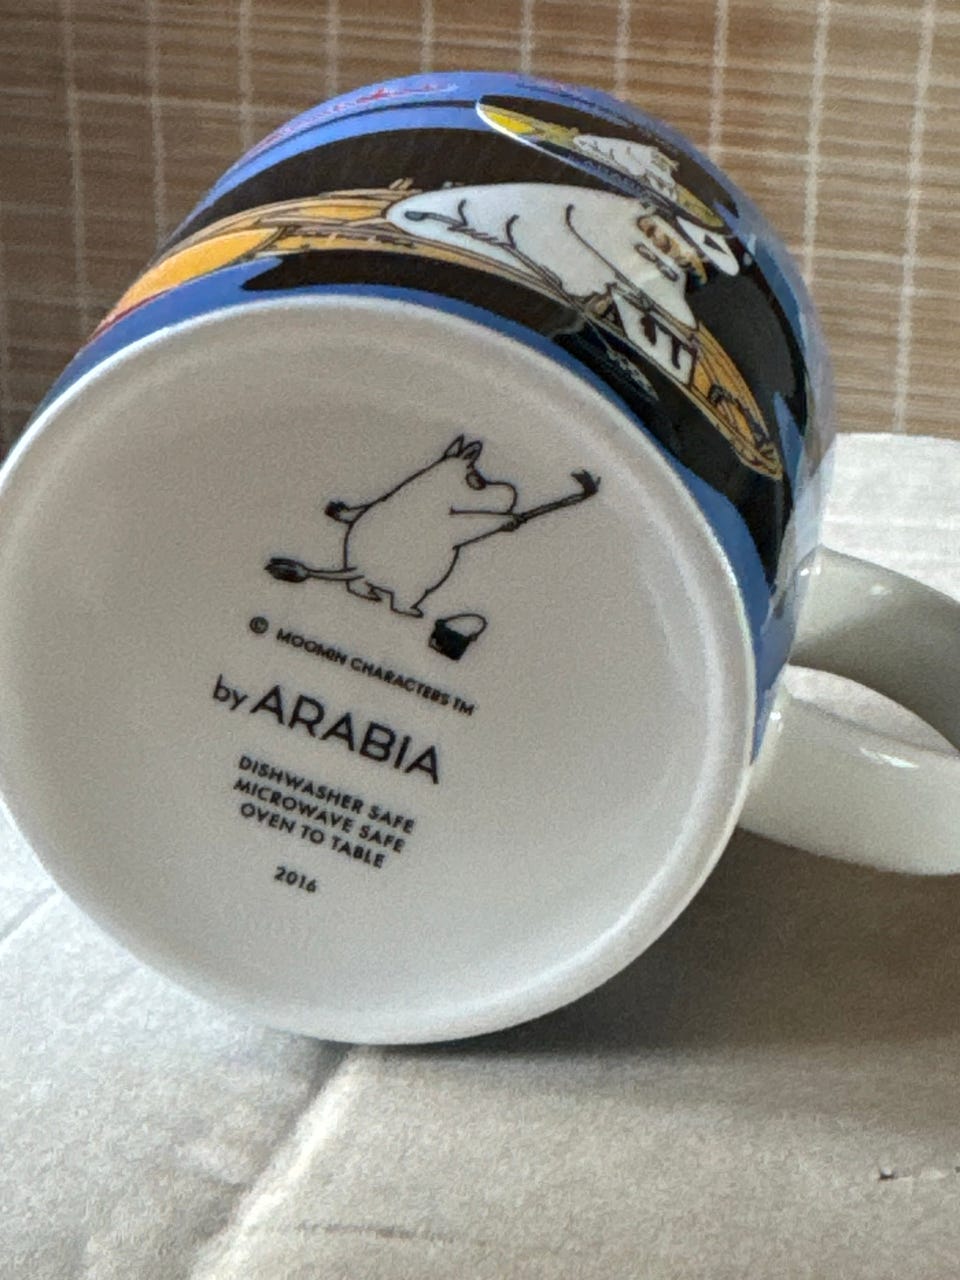 © MOOMIN CHARACTERS TM
by ARABIA
DISHWASHER SAFE
MICROWAVE SAFE
OVEN TO TABLE
2016